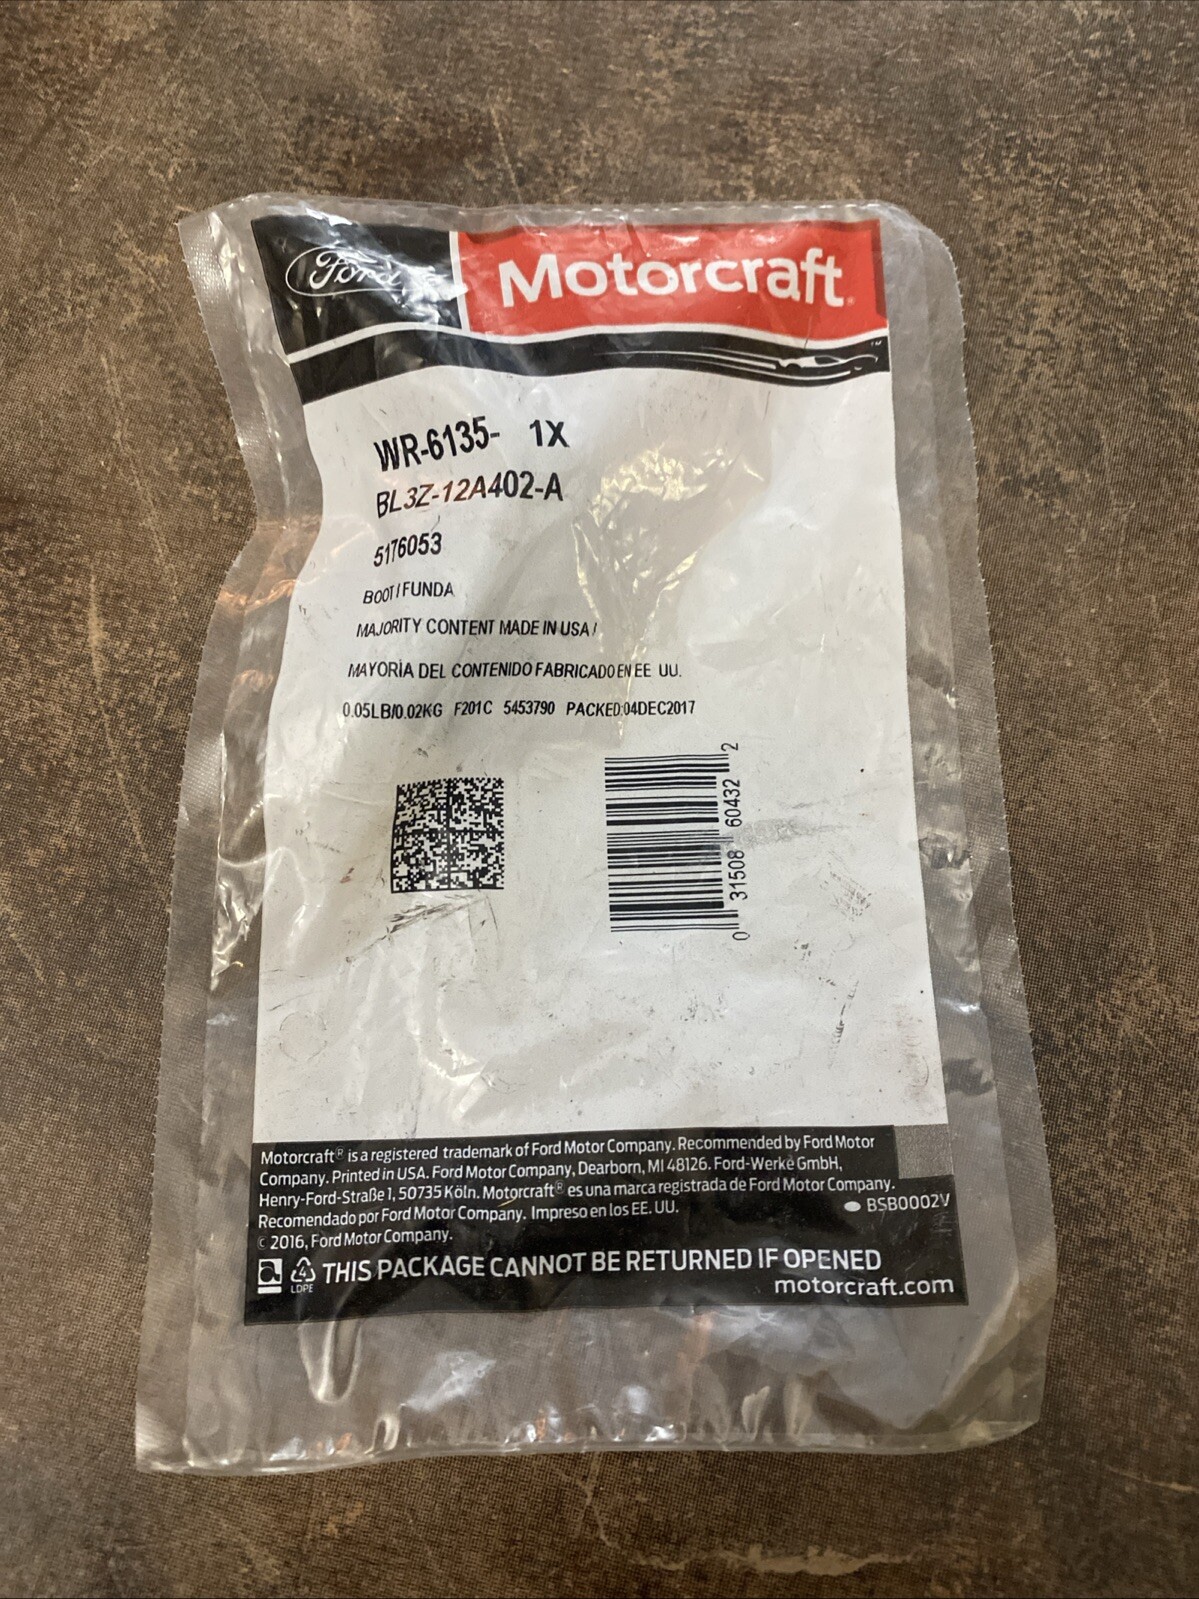 Ford
Motorcraft®
™
WR-6135- 1X
BL3Z-12A402-A
5176053
BOOT/FUNDA
MAJORITY CONTENT MADE IN USA /
MAYORÌA DEL CONTENIDO FABRICADO EN EE UU.
0.05LB/0.02KG F201C 5453790 PACKED:04DEC2017
0 31508 60432 2
Motorcraft® is a registered trademark of Ford Motor Company. Recommended by Ford Motor
Company. Printed in USA. Ford Motor Company, Dearborn, MI 48126. Ford-Werke GmbH,
Henry-Ford-Straße 1, 50735 Köln. Motorcraft® es una marca registrada de Ford Motor Company.
Recomendado por Ford Motor Company. Impreso en los EE. UU.
BSB0002V
© 2016, Ford Motor Company.
4
LDPE
THIS PACKAGE CANNOT BE RETURNED IF OPENED
motorcraft.com